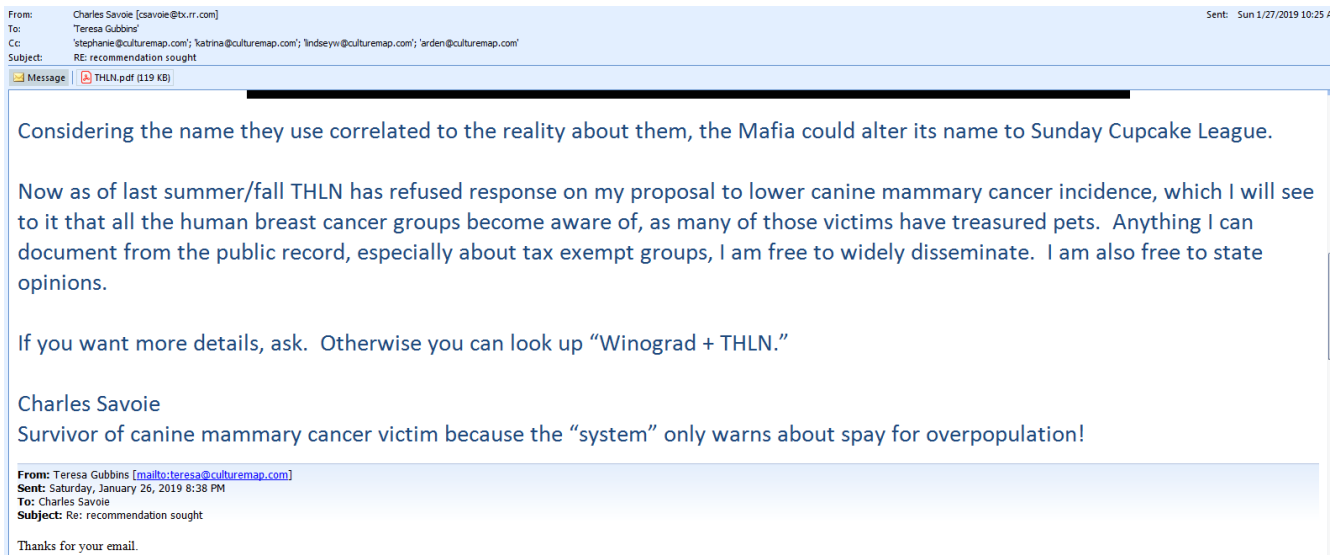 From: Charles Savoie [csavoie@tx.rr.com] Sent: Sun 1/27/2019 10:25 A
To: 'Teresa Gubbins'
Cc: 'stephanie@culturemap.com'; 'katrina@culturemap.com'; 'lindseyw@culturemap.com'; 'arden@culturemap.com'
Subject: RE: recommendation sought
Message THLN.pdf (119 KB)
Considering the name they use correlated to the reality about them, the Mafia could alter its name to Sunday Cupcake League.
Now as of last summer/fall THLN has refused response on my proposal to lower canine mammary cancer incidence, which I will see
to it that all the human breast cancer groups become aware of, as many of those victims have treasured pets.  Anything I can
document from the public record, especially about tax exempt groups, I am free to widely disseminate.  I am also free to state
opinions.
If you want more details, ask.  Otherwise you can look up “Winograd + THLN.”
Charles Savoie
Survivor of canine mammary cancer victim because the “system” only warns about spay for overpopulation!
From: Teresa Gubbins [mailto:teresa@culturemap.com]
Sent: Saturday, January 26, 2019 8:38 PM
To: Charles Savoie
Subject: Re: recommendation sought
Thanks for your email.